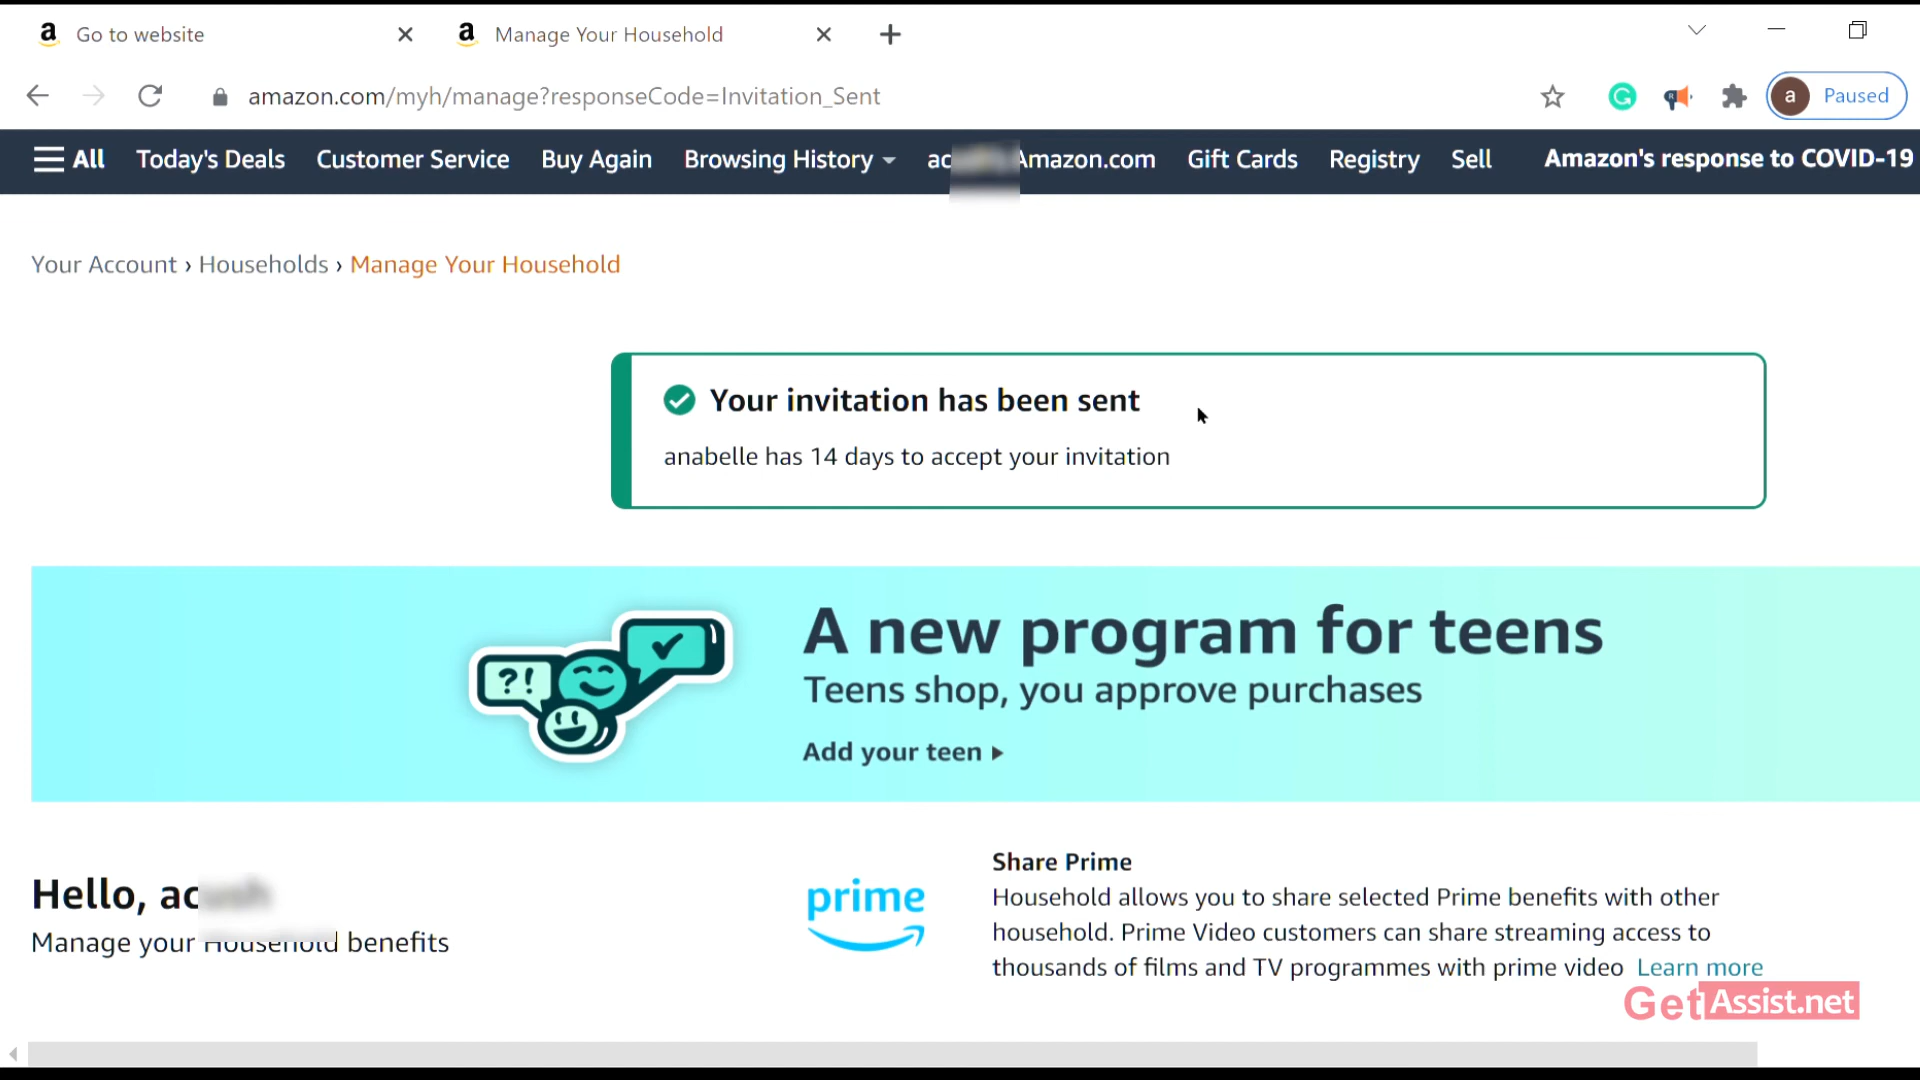 Go to website
Manage Your Household
amazon.com/myh/manage?responseCode=Invitation_Sent
a Paused
All Today's Deals Customer Service Buy Again Browsing History Amazon.com Gift Cards Registry Sell Amazon's response to COVID-19
Your Account › Households › Manage Your Household
Your invitation has been sent
anabelle has 14 days to accept your invitation
?!
A new program for teens
Teens shop, you approve purchases
Add your teen
Hello,
Manage your Household benefits
prime
Share Prime
Household allows you to share selected Prime benefits with other
household. Prime Video customers can share streaming access to
thousands of films and TV programmes with prime video Learn more
GetAssist.net